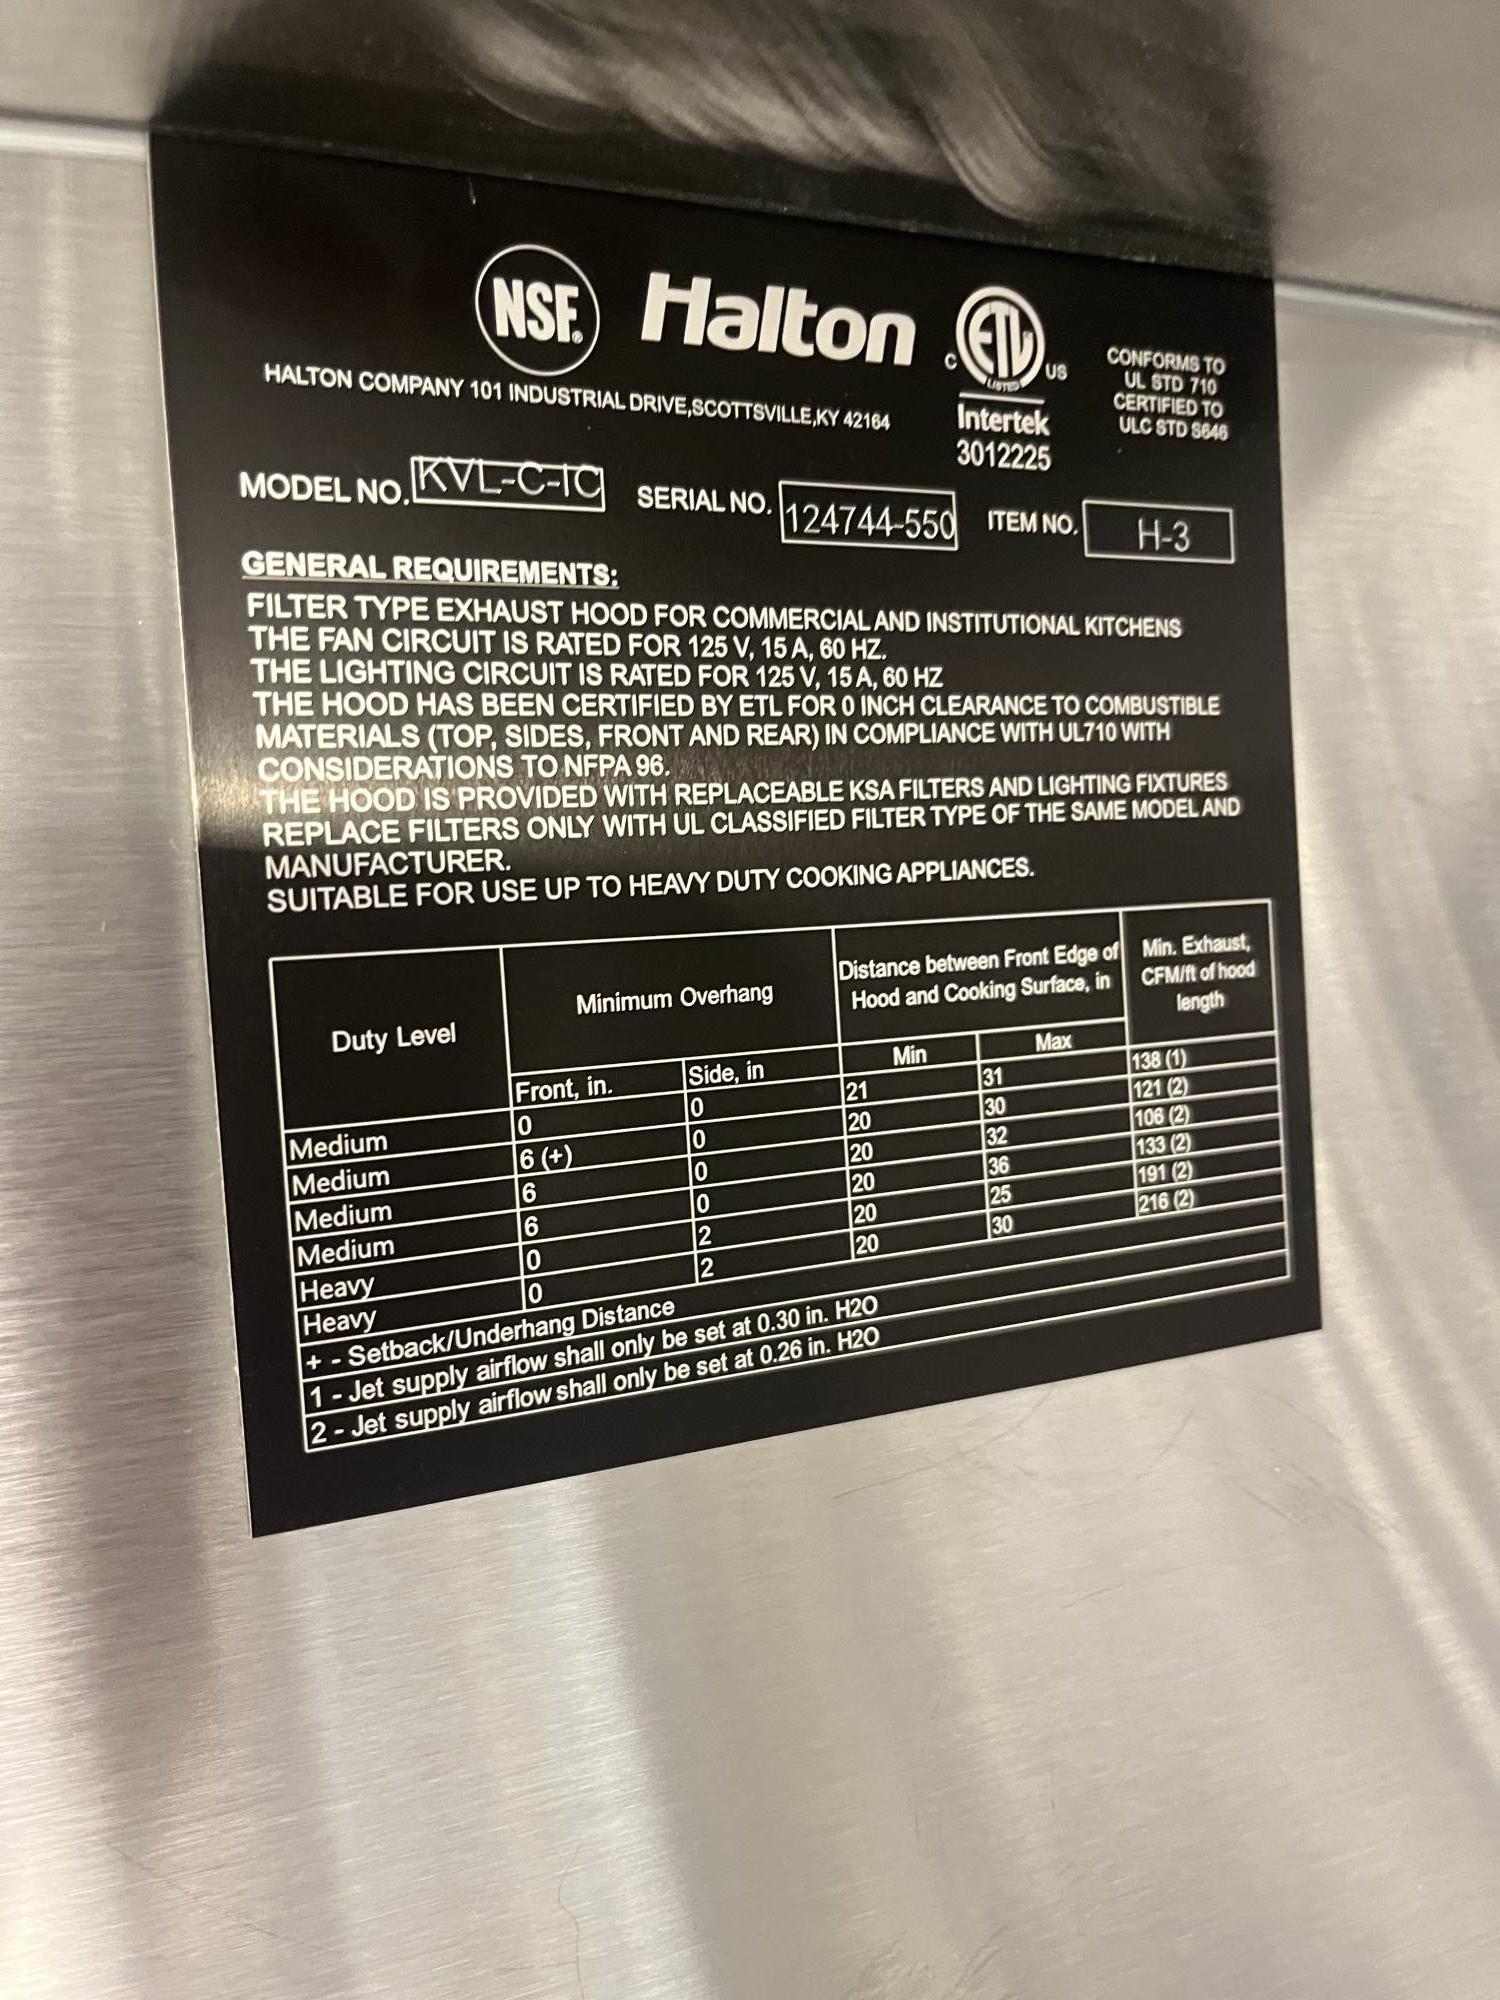 NSF® Halton
C ETL LISTED US
Intertek
3012225
CONFORMS TO
UL STD 710
CERTIFIED TO
ULC STD S646
HALTON COMPANY 101 INDUSTRIAL DRIVE,SCOTTSVILLE,KY 42164
MODEL NO. KVL-C-IC SERIAL NO. 124744-550 ITEM NO. H-3
GENERAL REQUIREMENTS:
FILTER TYPE EXHAUST HOOD FOR COMMERCIAL AND INSTITUTIONAL KITCHENS
THE FAN CIRCUIT IS RATED FOR 125 V, 15 A, 60 HZ.
THE LIGHTING CIRCUIT IS RATED FOR 125 V, 15 A, 60 HZ
THE HOOD HAS BEEN CERTIFIED BY ETL FOR 0 INCH CLEARANCE TO COMBUSTIBLE
MATERIALS (TOP, SIDES, FRONT AND REAR) IN COMPLIANCE WITH UL710 WITH
CONSIDERATIONS TO NFPA 96.
THE HOOD IS PROVIDED WITH REPLACEABLE KSA FILTERS AND LIGHTING FIXTURES
REPLACE FILTERS ONLY WITH UL CLASSIFIED FILTER TYPE OF THE SAME MODEL AND
MANUFACTURER.
SUITABLE FOR USE UP TO HEAVY DUTY COOKING APPLIANCES.
Duty Level
Minimum Overhang
Distance between Front Edge of
Hood and Cooking Surface, in
Min. Exhaust,
CFM/ft of hood
length
Front, in. Side, in Min Max
Medium 0 0 21 31 138 (1)
Medium 6 (+) 0 20 30 121 (2)
Medium 6 0 20 32 106 (2)
Medium 6 0 20 36 133 (2)
Heavy 0 2 20 25 191 (2)
Heavy 0 2 20 30 216 (2)
+ - Setback/Underhang Distance
1 - Jet supply airflow shall only be set at 0.30 in. H2O
2 - Jet supply airflow shall only be set at 0.26 in. H2O